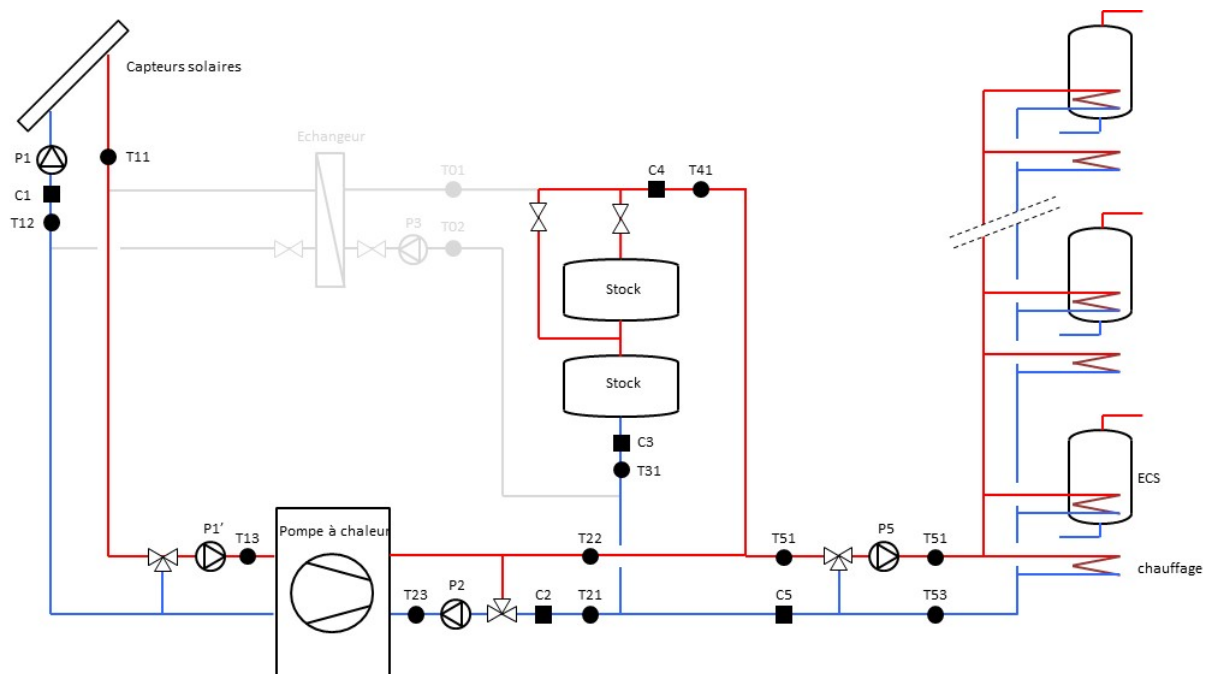 Capteurs solaires
Echangeur
P1
T11
T01
C4
T41
C1
T12
P3
T02
Stock
Stock
C3
T31
ECS
P1’
T13
Pompe à chaleur
T22
T51
P5
T51
chauffage
T23
P2
C2
T21
C5
T53